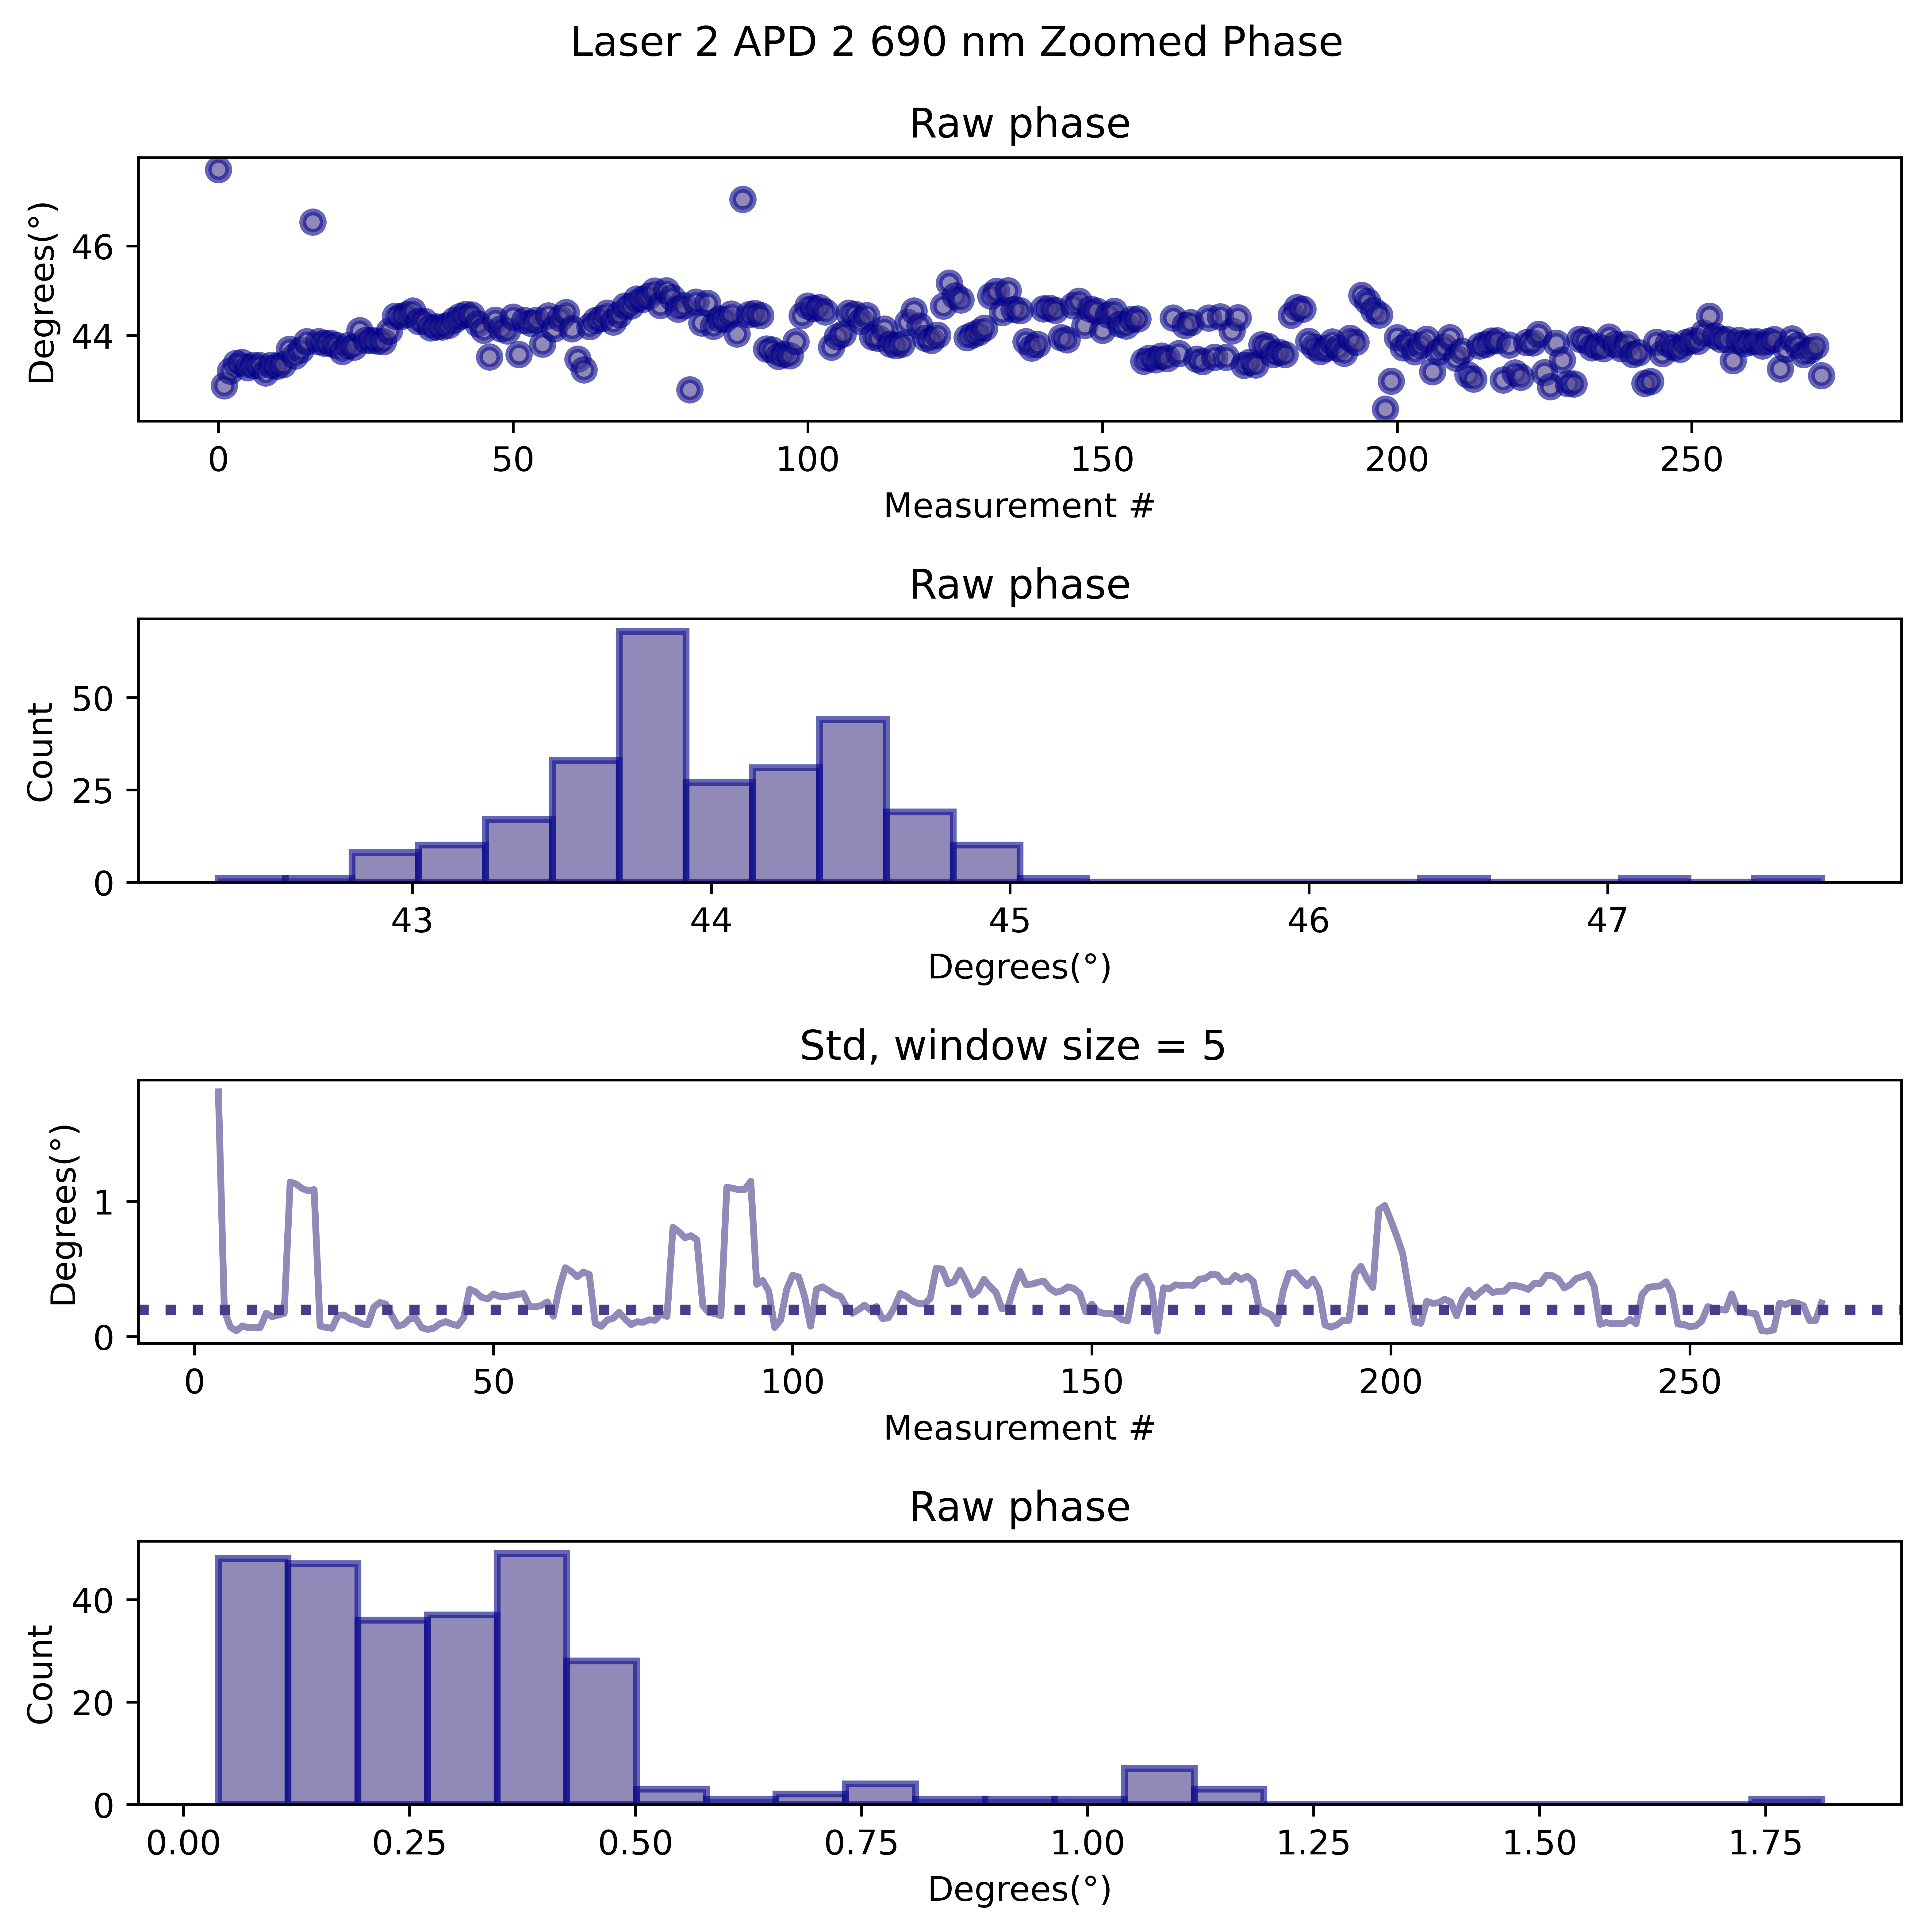 Laser 2 APD 2 690 nm Zoomed Phase
Raw phase
Degrees(°)
46
44
0 50 100 150 200 250
Measurement #
Raw phase
Count
50
25
0
43 44 45 46 47
Degrees(°)
Std, window size = 5
Degrees(°)
1
0
0 50 100 150 200 250
Measurement #
Raw phase
Count
40
20
0
0.00 0.25 0.50 0.75 1.00 1.25 1.50 1.75
Degrees(°)